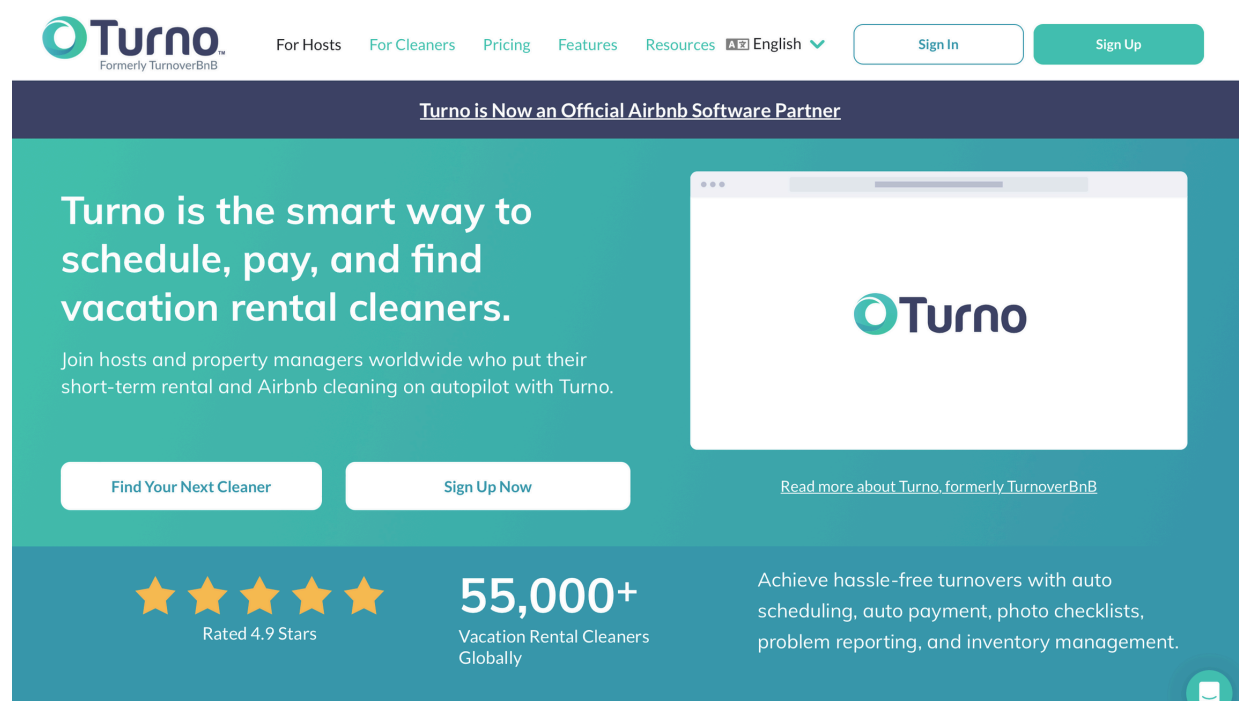 Turno™
Formerly TurnoverBnB
For Hosts
For Cleaners
Pricing
Features
Resources
English
Sign In
Sign Up
Turno is Now an Official Airbnb Software Partner
Turno is the smart way to
schedule, pay, and find
vacation rental cleaners.
Join hosts and property managers worldwide who put their
short-term rental and Airbnb cleaning on autopilot with Turno.
Find Your Next Cleaner
Sign Up Now
Turno
Read more about Turno, formerly TurnoverBnB
Rated 4.9 Stars
55,000+
Vacation Rental Cleaners
Globally
Achieve hassle-free turnovers with auto
scheduling, auto payment, photo checklists,
problem reporting, and inventory management.